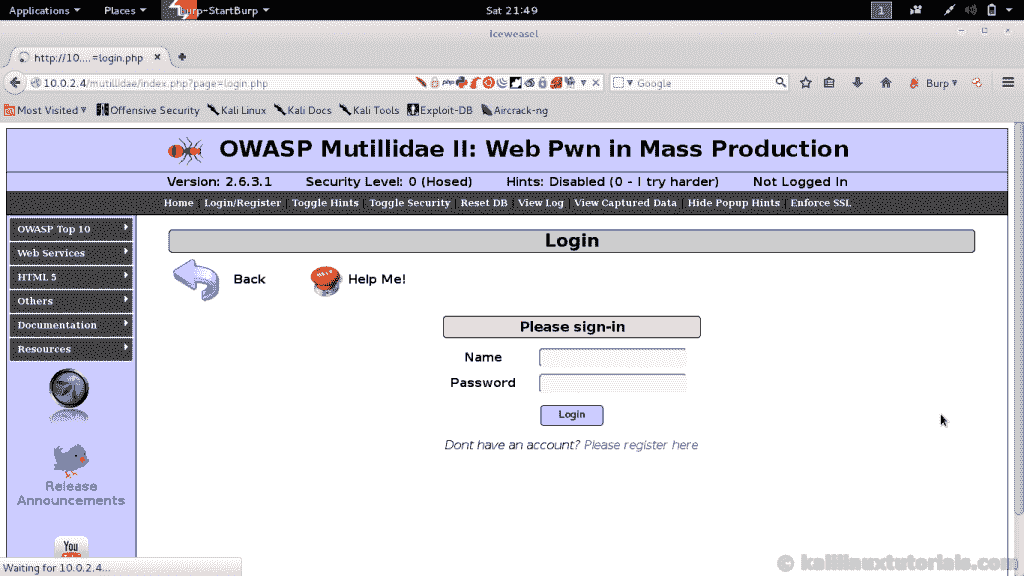 Applications Places Burp-StartBurp Sat 21:49 1
Iceweasel
http://10....=login.php
10.0.2.4/mutillidae/index.php?page=login.php Google Burp
Most Visited Offensive Security Kali Linux Kali Docs Kali Tools Exploit-DB Aircrack-ng
OWASP Mutillidae II: Web Pwn in Mass Production
Version: 2.6.3.1 Security Level: 0 (Hosed) Hints: Disabled (0 - I try harder) Not Logged In
Home Login/Register Toggle Hints Toggle Security Reset DB View Log View Captured Data Hide Popup Hints Enforce SSL
OWASP Top 10
Web Services
HTML 5
Others
Documentation
Resources
Release
Announcements
You
Login
Back Help Me!
Please sign-in
Name
Password
Login
Dont have an account? Please register here
Waiting for 10.0.2.4...
© kalilinuxtutorials.com